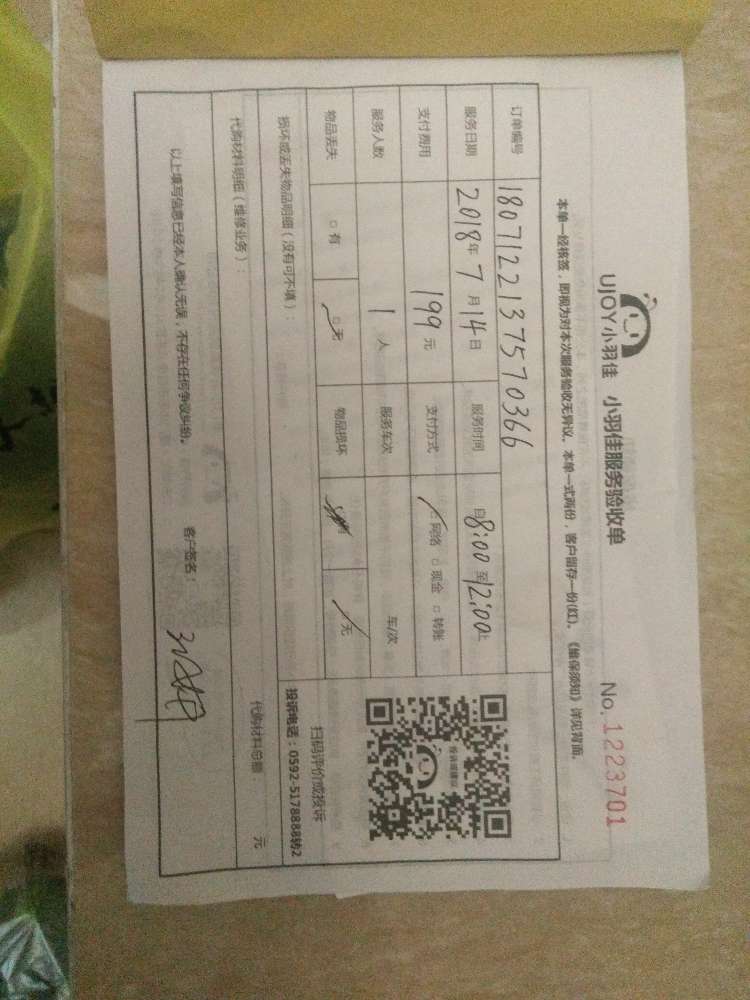 UJOY小羽佳 小羽佳服务验收单 No. 1223701
本单一经核签，即视为对本次服务验收无异议。本单一式两份，客户留存一份(红)。《维保须知》详见背面。
订单编号 180712213757036​6
服务日期 2018年7月14日 服务时间 自8:00至12:00止
支付费用 199元 支付方式 □网络 □现金 □转账
服务人数 1人 服务车次 车/次
物品丢失 □有 □无 物品损坏 无
投诉或建议
扫码评价或投诉
投诉电话：0592-5178888转2
损坏或丢失物品明细（没有可不填）：
代购材料明细（维修业务）： 代购材料总额： 元
以上填写信息已经本人确认无误，不存在任何争议纠纷。 客户签名：